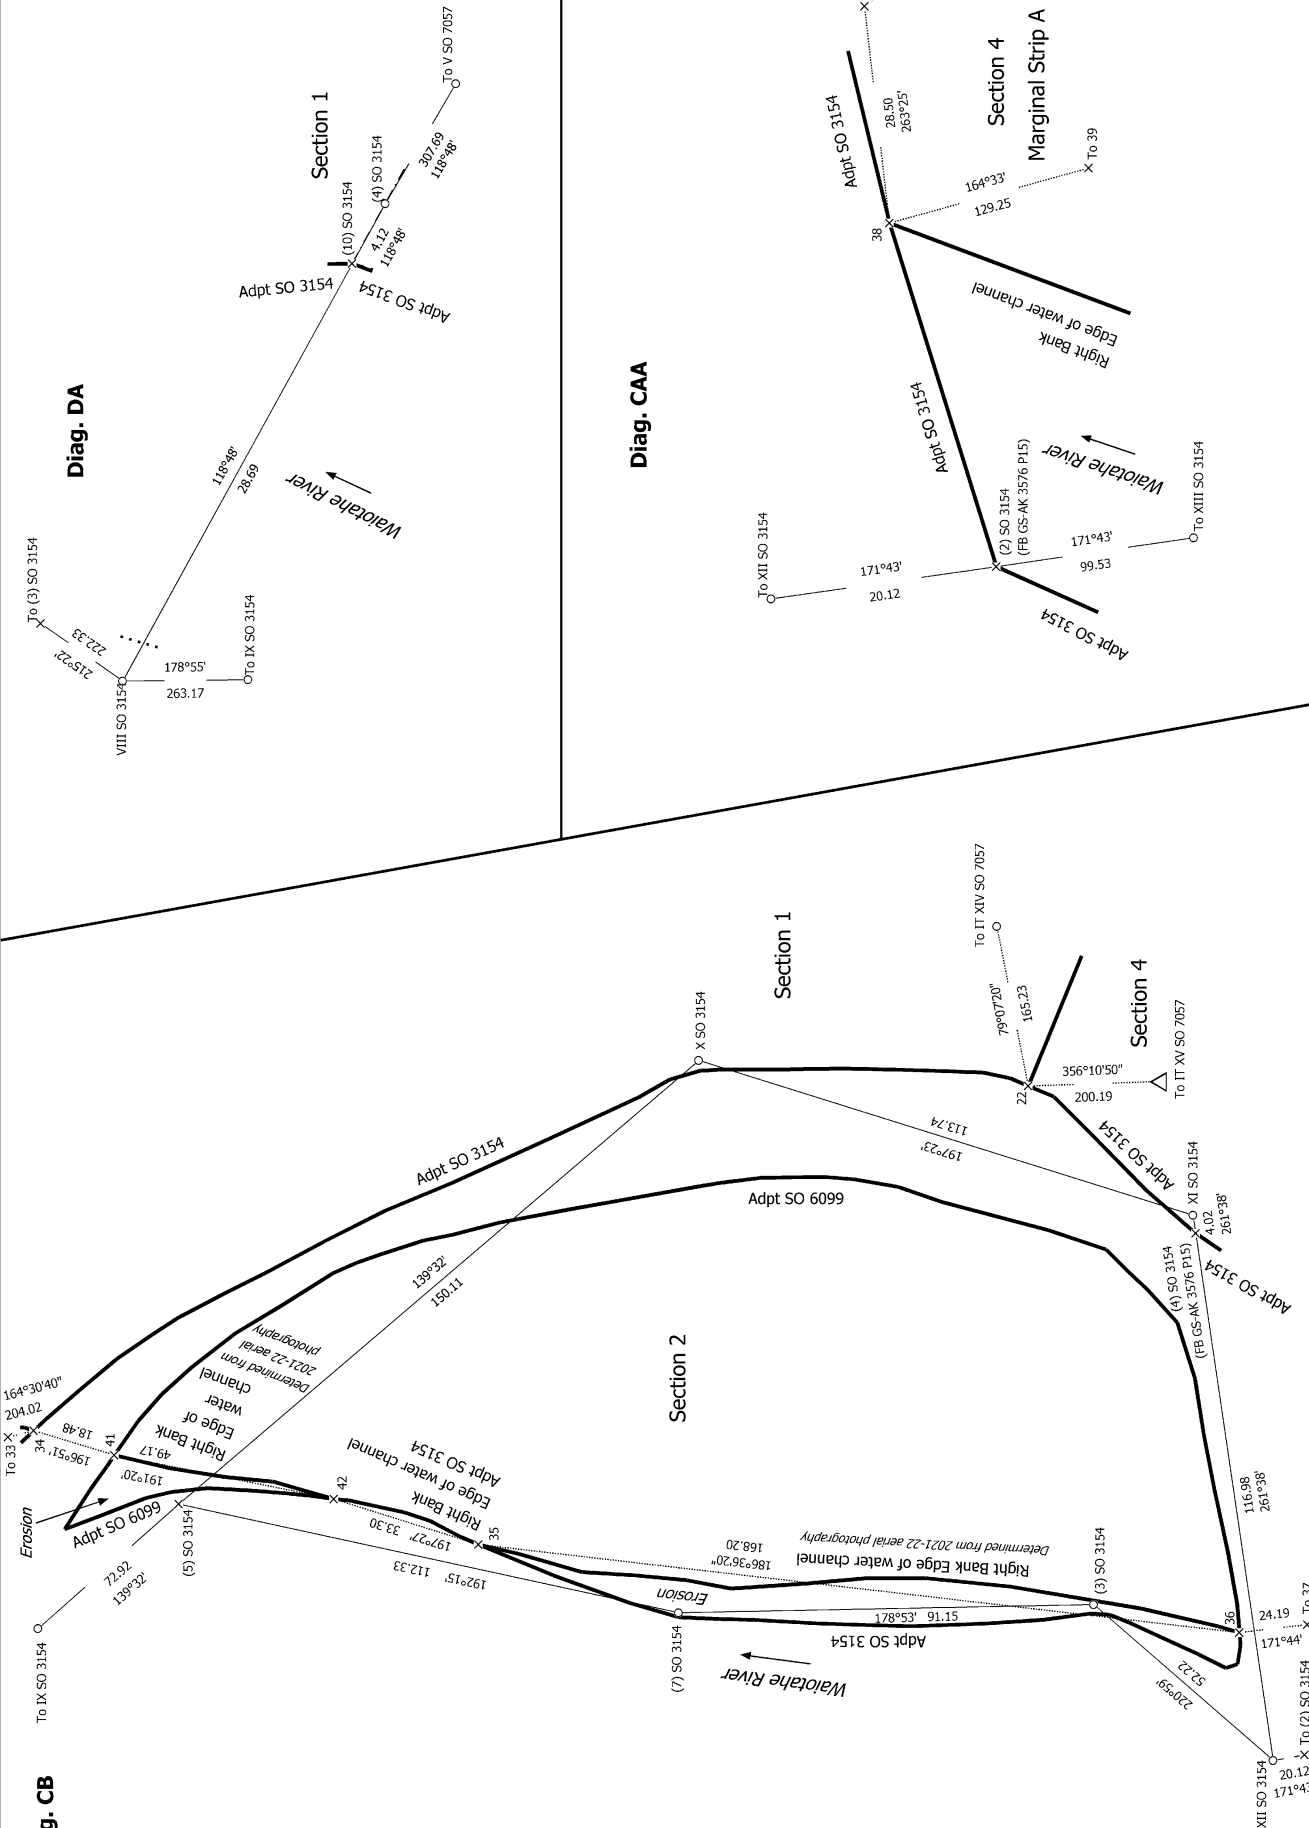 Diag. DA
To V SO 7057
Section 1
(4) SO 3154
307.69
118°48'
(10) SO 3154
4.12
118°48'
Adpt SO 3154
Adpt SO 3154
118°48'
28.69
Waiotahe River
To (3) SO 3154
222.33
215°22'
VIII SO 3154
178°55'
263.17
To IX SO 3154
Diag. CAA
Section 4
Marginal Strip A
28.50
263°25'
Adpt SO 3154
To 39
164°33'
129.25
38
Right Bank
Edge of water channel
Adpt SO 3154
Waiotahe River
(2) SO 3154
(FB GS-AK 3576 P15)
To XIII SO 3154
To XII SO 3154
171°43'
20.12
171°43'
99.53
Adpt SO 3154
g. CB
Section 1
To IT XIV SO 7057
79°07'20"
165.23
Section 4
X SO 3154
22
356°10'50"
200.19
To IT XV SO 7057
113.74
197°23'
Adpt SO 3154
XI SO 3154
4.02
261°38'
(4) SO 3154
(FB GS-AK 3576 P15)
Adpt SO 3154
Adpt SO 3154
Adpt SO 6099
139°32'
150.11
Section 2
164°30'40"
204.02
To 33
34
18.48
196°51'
41
49.17
191°20'
Right Bank
Edge of
water
channel
Determined from
2021-22 aerial
photography
Erosion
Adpt SO 6099
(5) SO 3154
72.92
139°32'
To IX SO 3154
42
33.30
197°27'
Right Bank
Edge of water channel
Adpt SO 3154
35
112.33
192°15'
168.20
186°36'20"
Right Bank Edge of water channel
Determined from 2021-22 aerial photography
Erosion
(7) SO 3154
178°53' 91.15
Adpt SO 3154
(3) SO 3154
Waiotahe River
116.98
261°38'
36
24.19
171°44'
To 37
52.22
220°59'
XII SO 3154
To (2) SO 3154
20.12
171°43